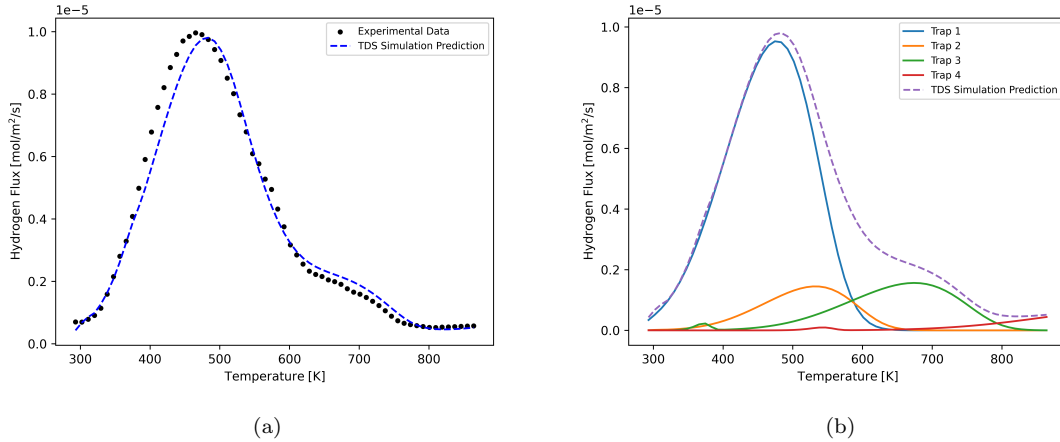 1e−5
Experimental Data
TDS Simulation Prediction
1.0
0.8
0.6
0.4
0.2
0.0
Hydrogen Flux [mol/m²/s]
300 400 500 600 700 800
Temperature [K]
(a)
1e−5
Trap 1
Trap 2
Trap 3
Trap 4
TDS Simulation Prediction
1.0
0.8
0.6
0.4
0.2
0.0
Hydrogen Flux [mol/m²/s]
300 400 500 600 700 800
Temperature [K]
(b)